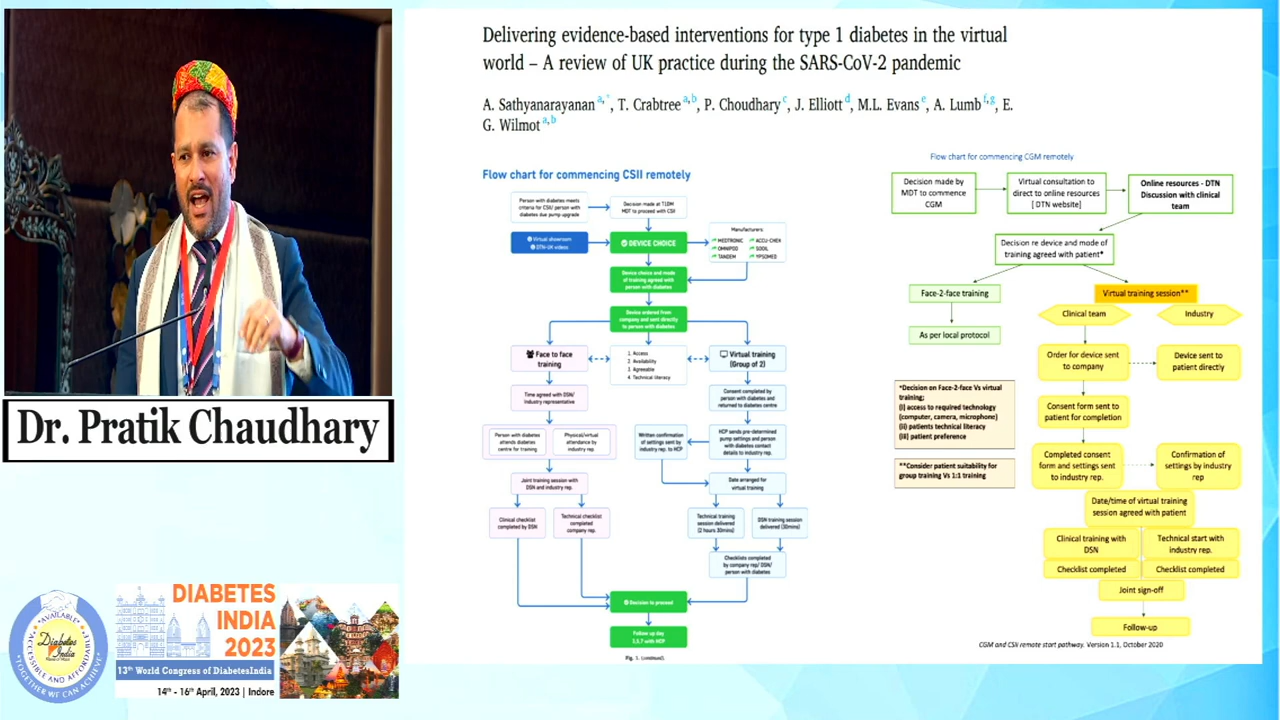 Delivering evidence-based interventions for type 1 diabetes in the virtual
world – A review of UK practice during the SARS-CoV-2 pandemic
A. Sathyanarayanan a,*, T. Crabtree a,b, P. Choudhary c, J. Elliott d, M.L. Evans e, A. Lumb f,g, E.
G. Wilmot a,b
Flow chart for commencing CSII remotely
Person with diabetes meets
criteria for CSII/ person with
diabetes due pump upgrade
Decision made at T1DM
MDT to proceed with CSII
Virtual showroom
DTN-UK videos
DEVICE CHOICE
Manufacturers:
MEDTRONIC
ACCU-CHEK
OMNIPOD
SOOIL
TANDEM
YPSOMED
Device choice and mode
of training agreed with
person with diabetes
Device ordered from
company and sent directly
to person with diabetes
Face to face
training
1. Access
2. Availability
3. Agreeable
4. Technical literacy
Virtual training
(Group of 2)
Time agreed with DSN/
Industry representative
Consent completed by
person with diabetes and
returned to diabetes centre
Person with diabetes
attends diabetes
centre for training
Physical/virtual
attendance by
industry rep.
Written confirmation
of settings sent by
industry rep. to HCP
HCP sends pre-determined
pump settings and person
with diabetes contact
details to industry rep.
Joint training session with
DSN and industry rep.
Date arranged for
virtual training
Clinical checklist
completed by DSN
Technical checklist
completed
company rep.
Technical training
session delivered
(2 hours 30mins)
DSN training session
delivered (30mins)
Checklists completed
by company rep/ DSN/
person with diabetes
Decision to proceed
Follow up day
3,5,7 with HCP
Fig. 1. (continued).
Flow chart for commencing CGM remotely
Decision made by
MDT to commence
CGM
Virtual consultation to
direct to online resources
[ DTN website]
Online resources - DTN
Discussion with clinical
team
Decision re device and mode of
training agreed with patient*
Face-2-face training
Virtual training session**
As per local protocol
Clinical team
Industry
Order for device sent
to company
Device sent to
patient directly
*Decision on Face-2-face Vs virtual
training;
(i) access to required technology
(computer, camera, microphone)
(ii) patients technical literacy
(iii) patient preference
Consent form sent to
patient for completion
**Consider patient suitability for
group training Vs 1:1 training
Completed consent
form and settings sent
to industry rep.
Confirmation of
settings by industry
rep
Date/time of virtual training
session agreed with patient
Clinical training with
DSN
Technical start with
industry rep.
Checklist completed
Checklist completed
Joint sign-off
Follow-up
CGM and CSII remote start pathway. Version 1.1, October 2020
Dr. Pratik Chaudhary
AVAILABLE
ACCESSIBLE AND AFFORDABLE
Diabetes
India
TOGETHER WE CAN ACHIEVE
DIABETES
INDIA
2023
13th World Congress of DiabetesIndia
14th - 16th April, 2023 | Indore